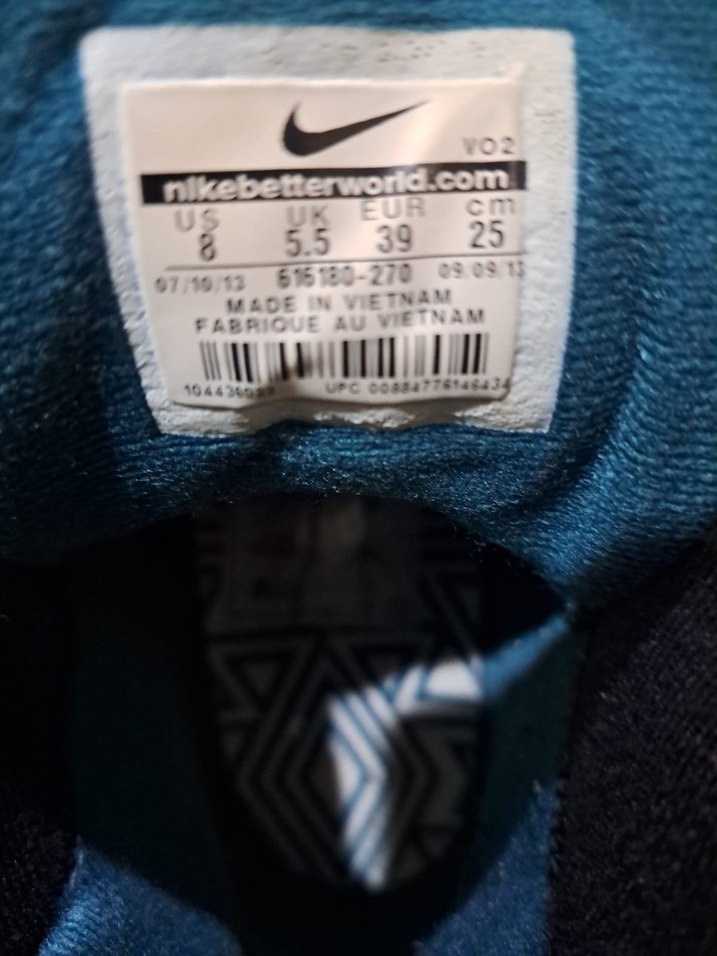 VO2
nikebetterworld.com
US UK EUR cm
8 5.5 39 25
07/10/13 616180-270 09/09/13
MADE IN VIETNAM
FABRIQUE AU VIETNAM
UPC